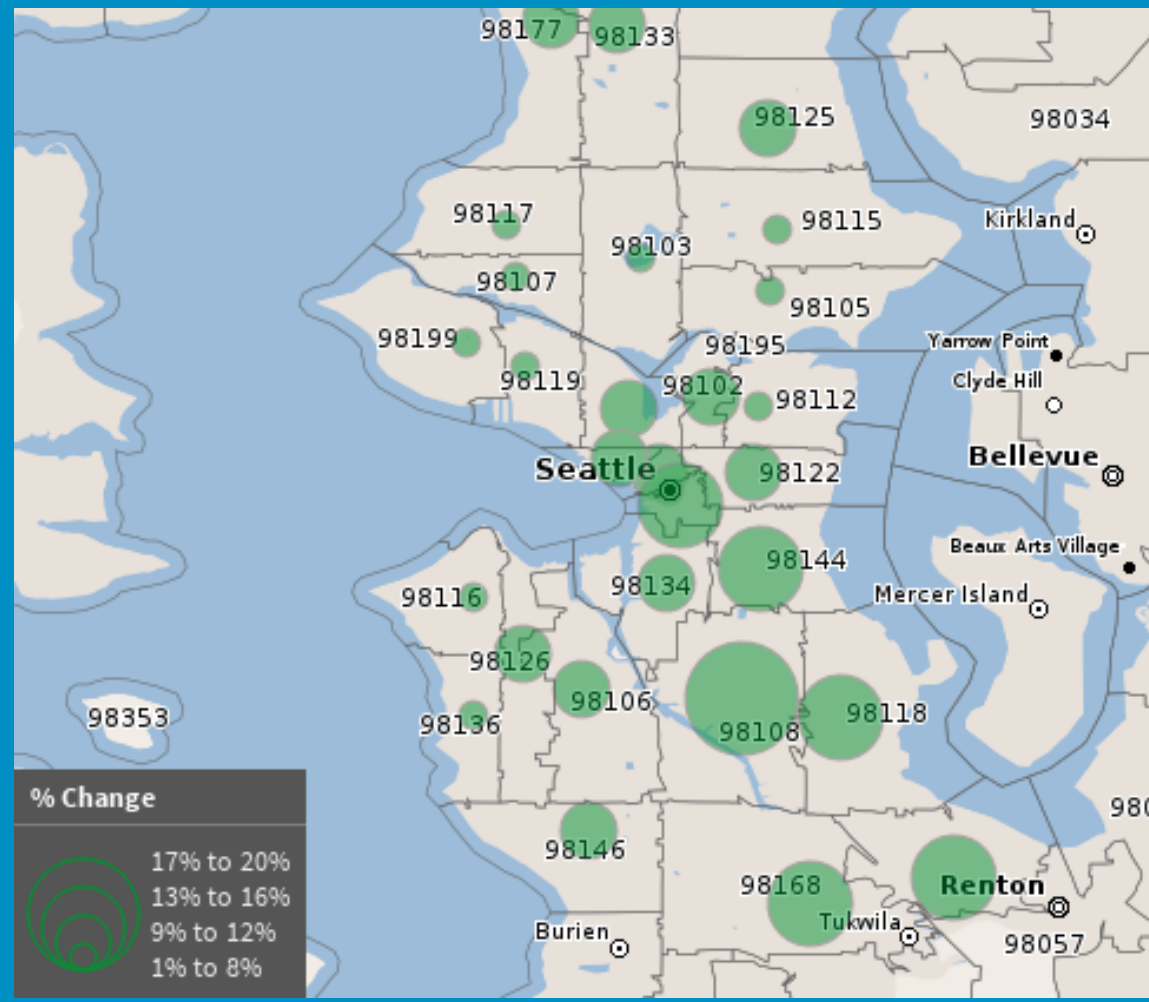 98177
98133
98125
98034
98117
98115
Kirkland
98103
98107
98105
98199
98195
Yarrow Point
98119
98102
Clyde Hill
98112
Seattle
98122
Bellevue
Beaux Arts Village
98144
98134
98116
Mercer Island
98126
98106
98353
98136
98108
98118
% Change
17% to 20%
13% to 16%
9% to 12%
1% to 8%
980
98146
98168
Renton
Burien
Tukwila
98057